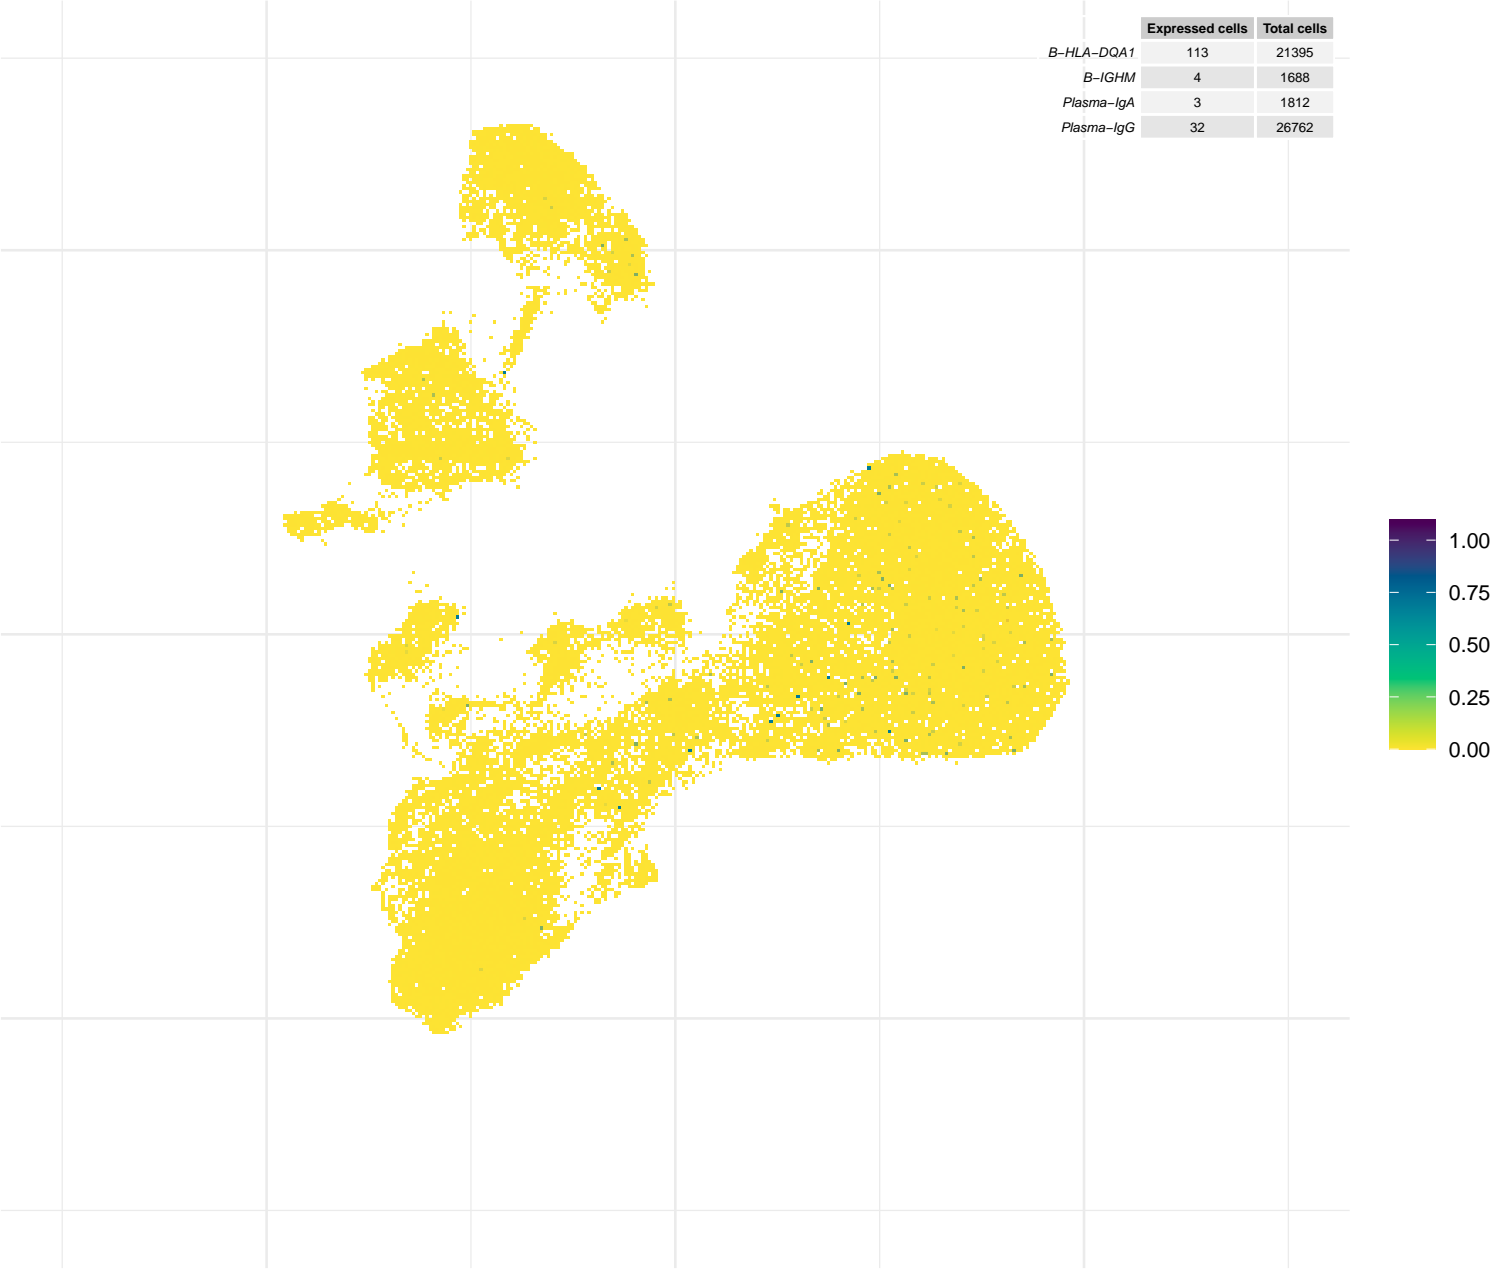 Expressed cells Total cells
B−HLA−DQA1 113 21395
B−IGHM 4 1688
Plasma−IgA 3 1812
Plasma−IgG 32 26762
1.00
0.75
0.50
0.25
0.00